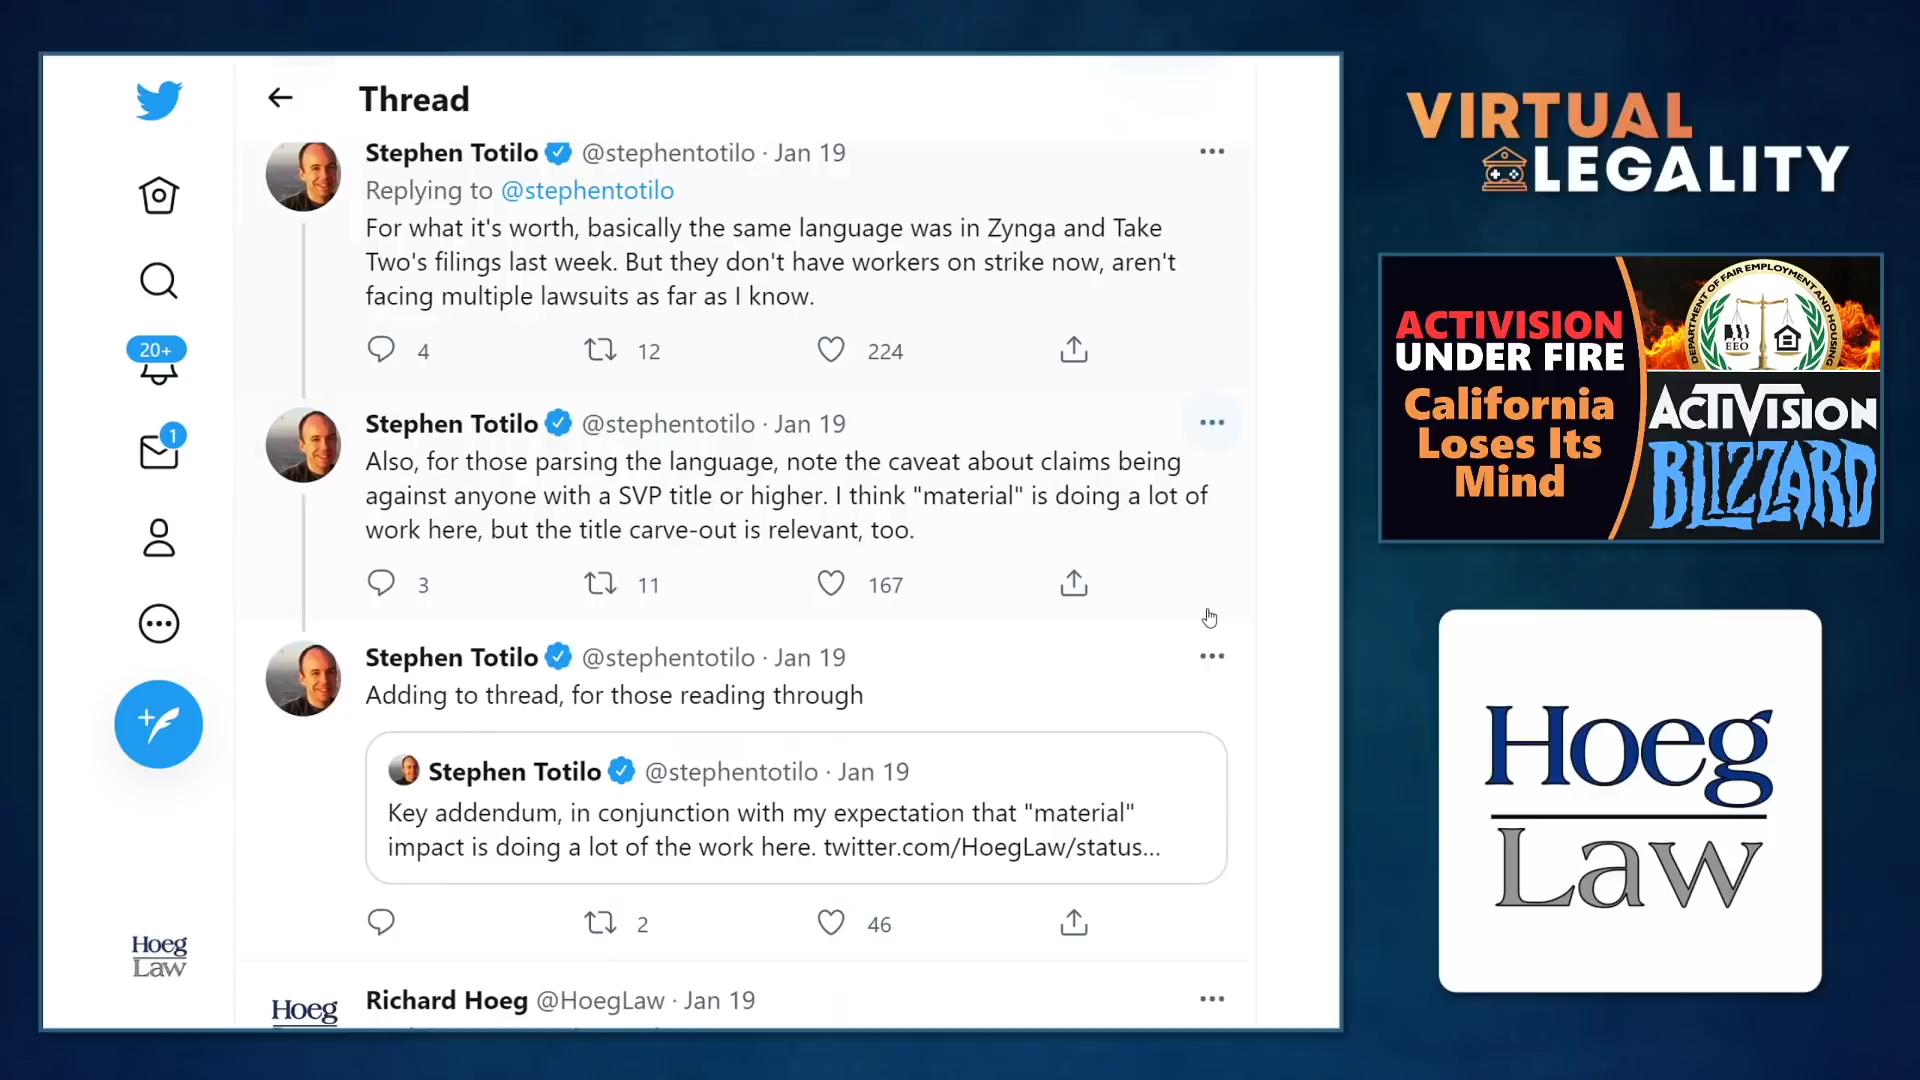 Thread
Stephen Totilo @stephentotilo · Jan 19
Replying to @stephentotilo
For what it's worth, basically the same language was in Zynga and Take
Two's filings last week. But they don't have workers on strike now, aren't
facing multiple lawsuits as far as I know.
4 12 224
20+
Stephen Totilo @stephentotilo · Jan 19
Also, for those parsing the language, note the caveat about claims being
against anyone with a SVP title or higher. I think "material" is doing a lot of
work here, but the title carve-out is relevant, too.
3 11 167
1
Stephen Totilo @stephentotilo · Jan 19
Adding to thread, for those reading through
Stephen Totilo @stephentotilo · Jan 19
Key addendum, in conjunction with my expectation that "material"
impact is doing a lot of the work here. twitter.com/HoegLaw/status...
2 46
Hoeg
Law
Hoeg
Richard Hoeg @HoegLaw · Jan 19
VIRTUAL
LEGALITY
ACTIVISION
UNDER FIRE
California
Loses Its
Mind
DEPARTMENT OF FAIR EMPLOYMENT AND HOUSING
EEO
ACTIVISION
BLIZZARD
Hoeg
Law